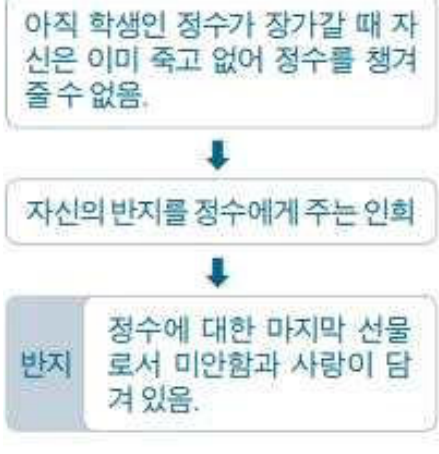 아직 학생인 정수가 장가갈 때 자
신은 이미 죽고 없어 정수를 챙겨
줄 수 없음.
자신의 반지를 정수에게 주는 인희
반지
정수에 대한 마지막 선물
로서 미안함과 사랑이 담
겨 있음.